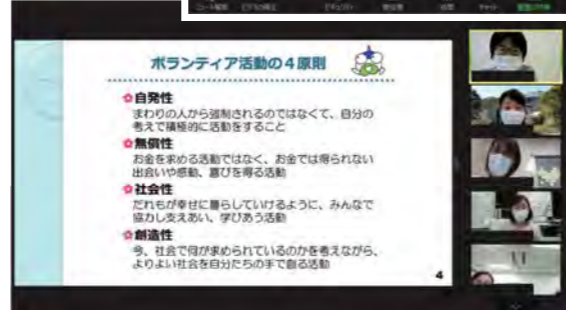 ボランティア活動の4原則
自発性
まわりの人から強制されるのではなくて、自分の
考えで積極的に活動をすること
無償性
お金を求める活動ではなく、お金では得られない
出会いや感動、喜びを得る活動
社会性
だれもが幸せに暮らしていけるように、みんなで
協力し支えあい、学びあう活動
創造性
今、社会で何が求められているのかを考えながら、
よりよい社会を自分たちの手で創る活動
4